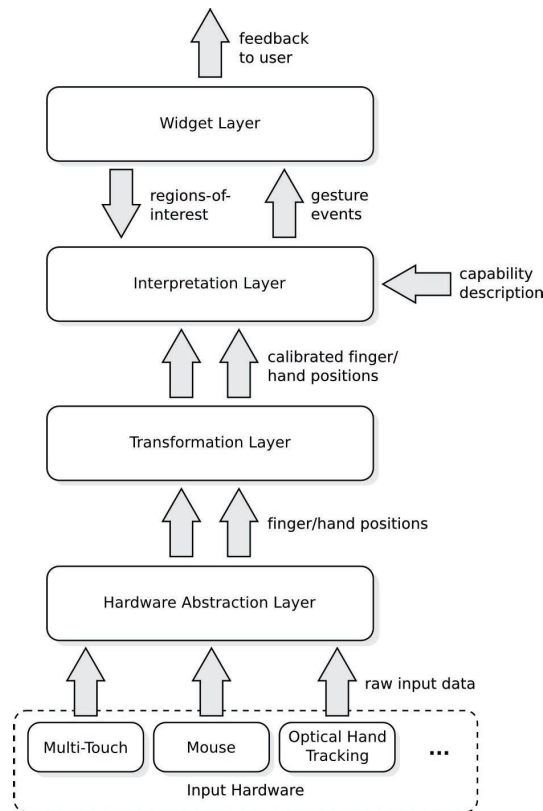 feedback
to user
Widget Layer
regions-of-
interest
gesture
events
Interpretation Layer
capability
description
calibrated finger/
hand positions
Transformation Layer
finger/hand positions
Hardware Abstraction Layer
raw input data
Multi-Touch
Mouse
Optical Hand
Tracking
...
Input Hardware